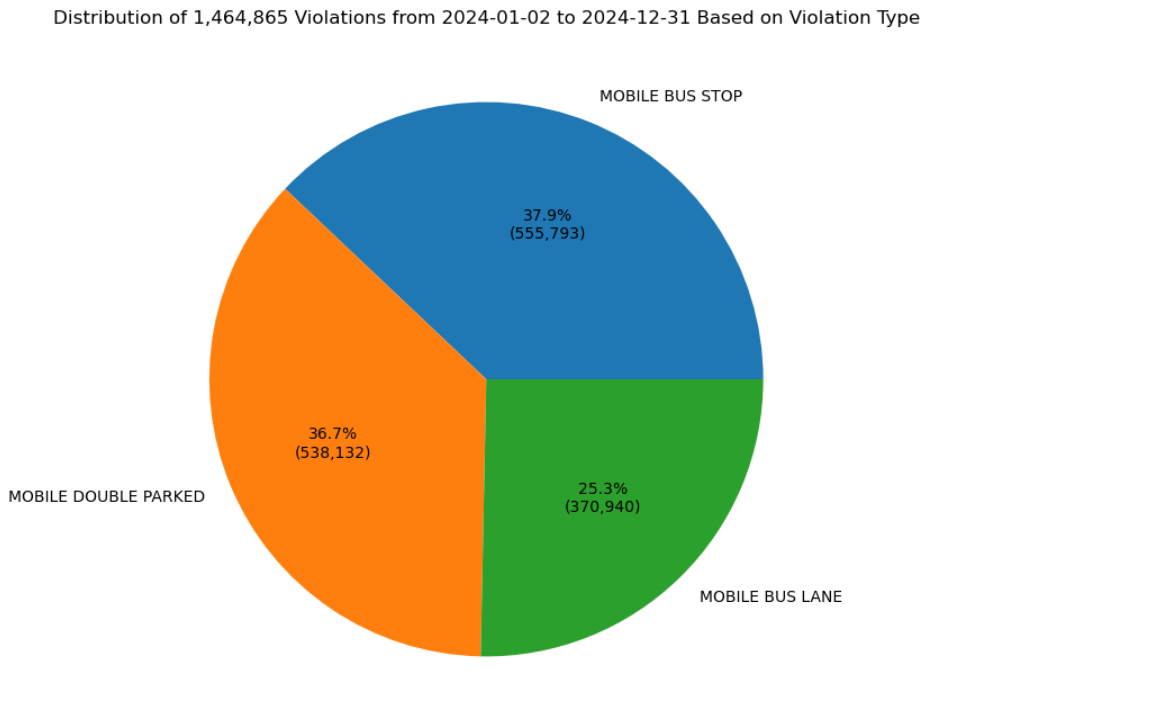 Distribution of 1,464,865 Violations from 2024-01-02 to 2024-12-31 Based on Violation Type
MOBILE BUS STOP
37.9%
(555,793)
36.7%
(538,132)
MOBILE DOUBLE PARKED
25.3%
(370,940)
MOBILE BUS LANE